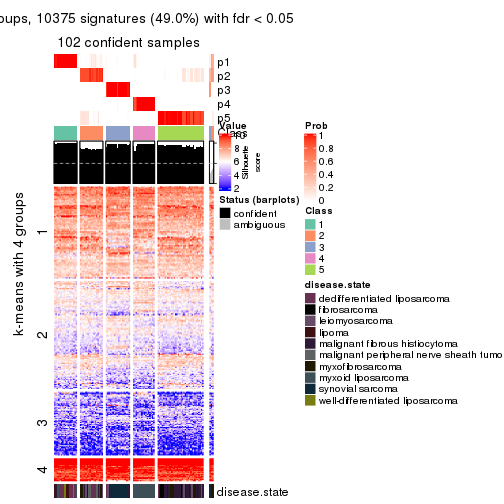 oups, 10375 signatures (49.0%) with fdr < 0.05
102 confident samples
p1
p2
p3
p4
p5
Class
k-means with 4 groups
1
2
3
4
Value
6
4
2
Silhouette
score
Status (barplots)
confident
ambiguous
Prob
1
0.8
0.6
0.4
0.2
0
Class
1
2
3
4
5
disease.state
dedifferentiated liposarcoma
fibrosarcoma
leiomyosarcoma
lipoma
malignant fibrous histiocytoma
malignant peripheral nerve sheath tumo
myxofibrosarcoma
myxoid liposarcoma
synovial sarcoma
well-differentiated liposarcoma
disease.state